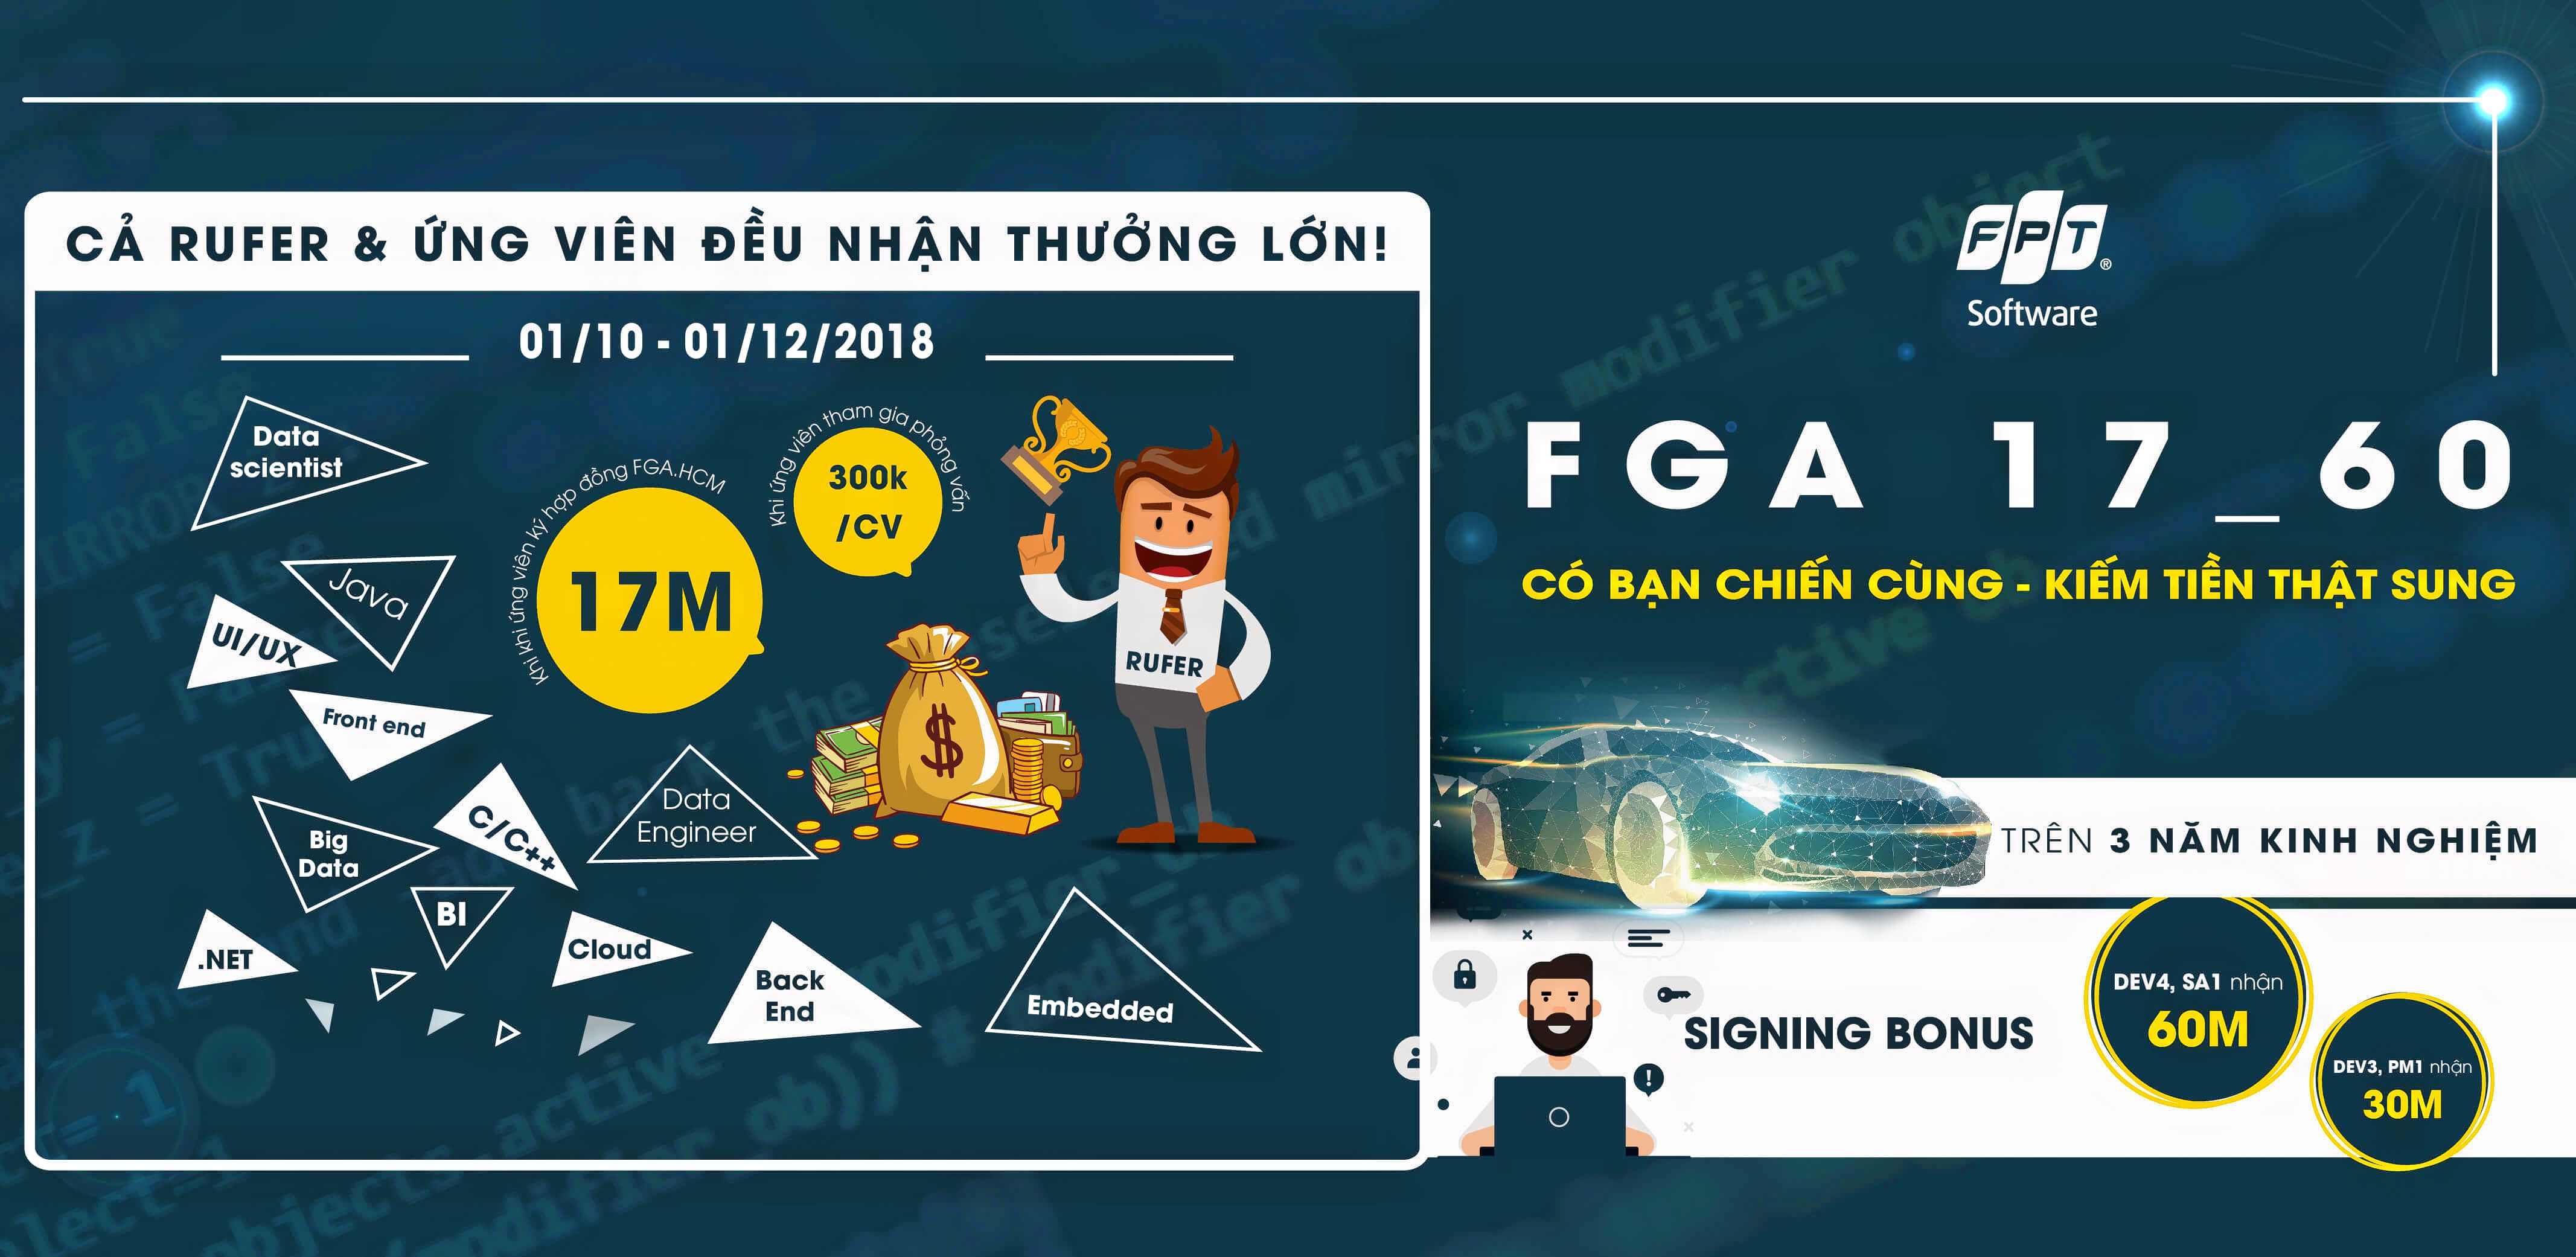 CẢ RUFER & ỨNG VIÊN ĐỀU NHẬN THƯỞNG LỚN!
01/10 - 01/12/2018
Data
scientist
Java
UI/UX
Front end
Big
Data
C/C++
Data
Engineer
BI
.NET
Cloud
Back
End
Embedded
Khi khi ứng viên ký hợp đồng FGA.HCM
17M
Khi ứng viên tham gia phỏng vấn
300k
/CV
$
RUFER
FPT®
Software
FGA 17_60
CÓ BẠN CHIẾN CÙNG - KIẾM TIỀN THẬT SUNG
TRÊN 3 NĂM KINH NGHIỆM
SIGNING BONUS
DEV4, SA1 nhận
60M
DEV3, PM1 nhận
30M